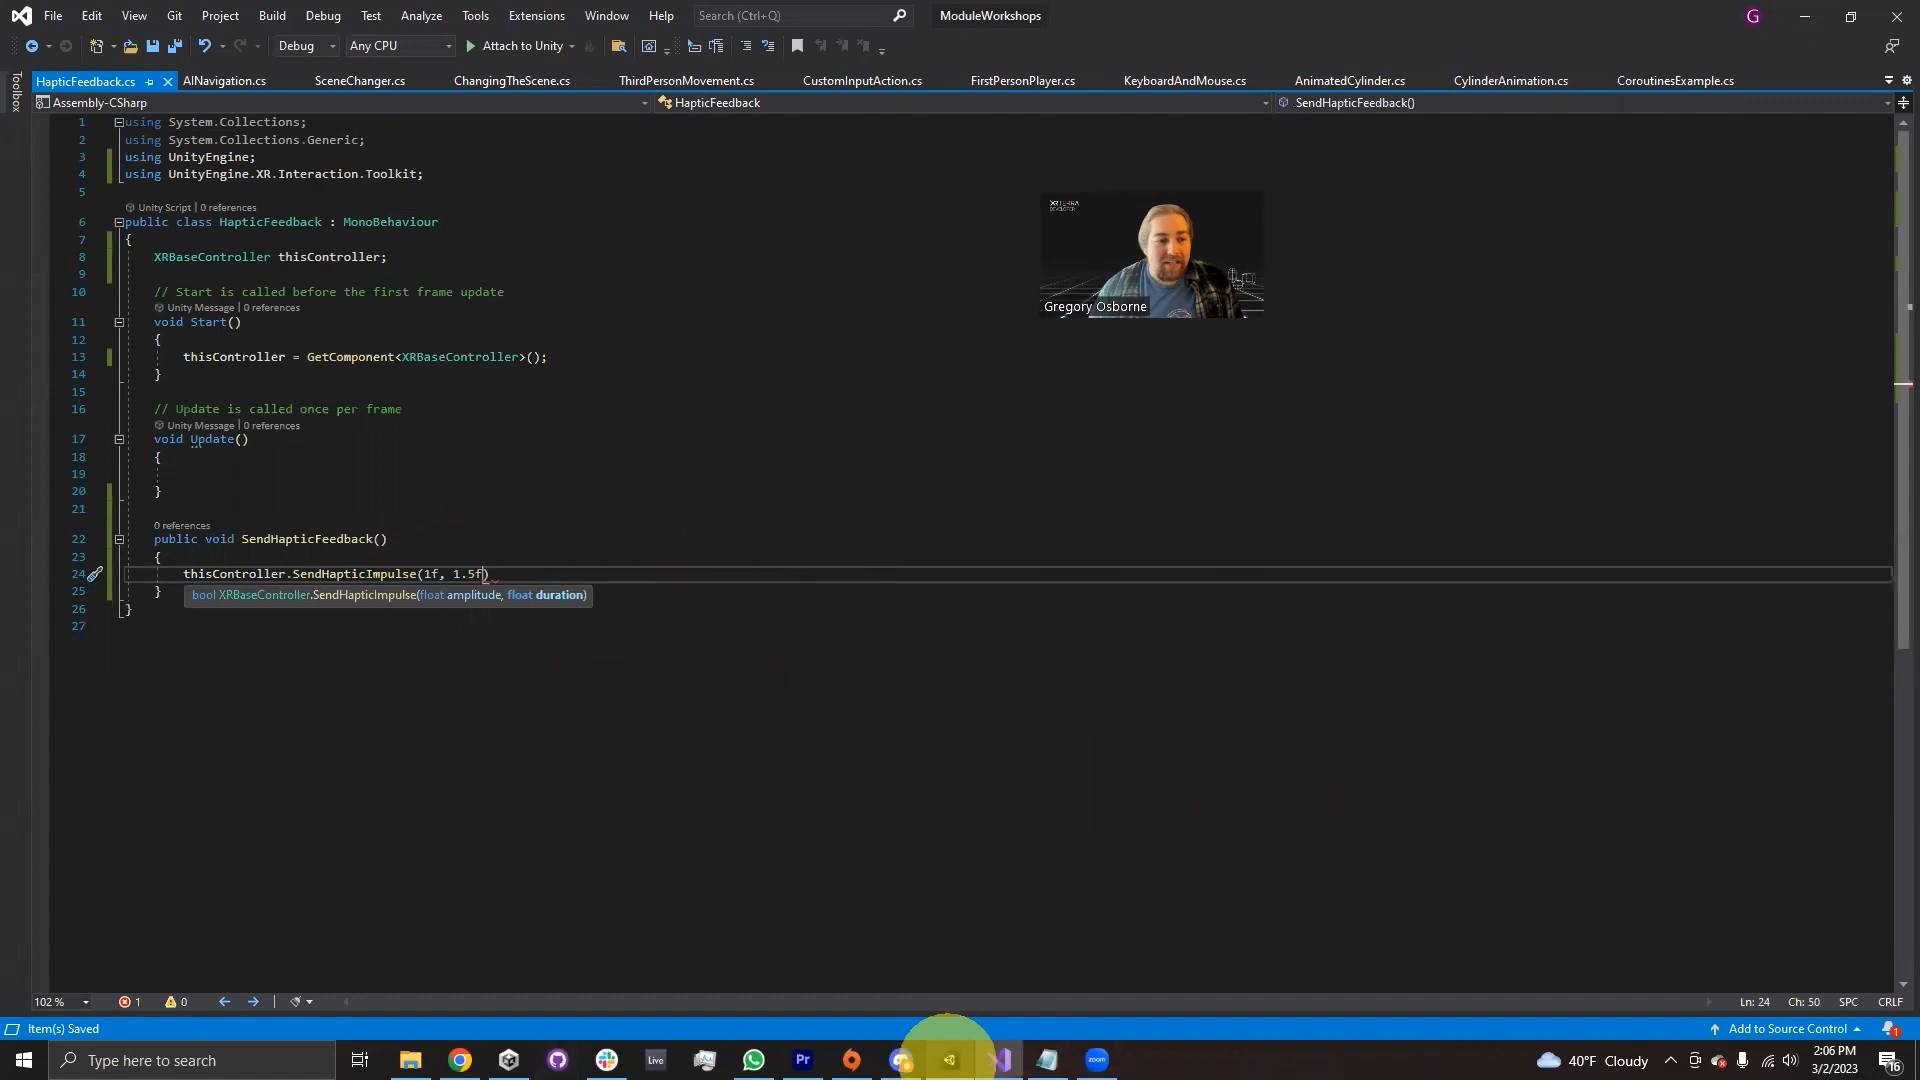 File Edit View Git Project Build Debug Test Analyze Tools Extensions Window Help Search (Ctrl+Q) ModuleWorkshops G
Debug Any CPU Attach to Unity
Toolbox
HapticFeedback.cs AINavigation.cs SceneChanger.cs ChangingTheScene.cs ThirdPersonMovement.cs CustomInputAction.cs FirstPersonPlayer.cs KeyboardAndMouse.cs AnimatedCylinder.cs CylinderAnimation.cs CoroutinesExample.cs
Assembly-CSharp HapticFeedback SendHapticFeedback()
1 using System.Collections;
2 using System.Collections.Generic;
3 using UnityEngine;
4 using UnityEngine.XR.Interaction.Toolkit;
5
Unity Script | 0 references
6 public class HapticFeedback : MonoBehaviour
7 {
8 XRBaseController thisController;
9
10 // Start is called before the first frame update
Unity Message | 0 references
11 void Start()
12 {
13 thisController = GetComponent<XRBaseController>();
14 }
15
16 // Update is called once per frame
Unity Message | 0 references
17 void Update()
18 {
19
20 }
21
0 references
22 public void SendHapticFeedback()
23 {
24 thisController.SendHapticImpulse(1f, 1.5f)
25 }
bool XRBaseController.SendHapticImpulse(float amplitude, float duration)
26 }
27
XRTERRA
DEVELOPER
Gregory Osborne
102 % 1 0 Ln: 24 Ch: 50 SPC CRLF
Item(s) Saved Add to Source Control 1
Type here to search Live Pr zoom 40°F Cloudy 2:06 PM
3/2/2023 16